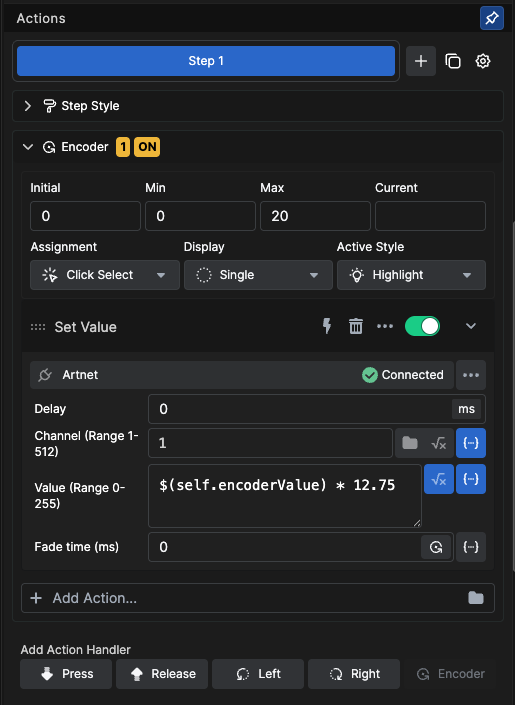 Actions
Step 1
Step Style
Encoder 1 ON
Initial Min Max Current
0 0 20
Assignment Display Active Style
Click Select Single Highlight
Set Value
Artnet Connected
Delay 0 ms
Channel (Range 1-
512)
1 √x {··}
Value (Range 0-
255)
$(self.encoderValue) * 12.75 √x {··}
Fade time (ms) 0 {··}
Add Action...
Add Action Handler
Press Release Left Right Encoder